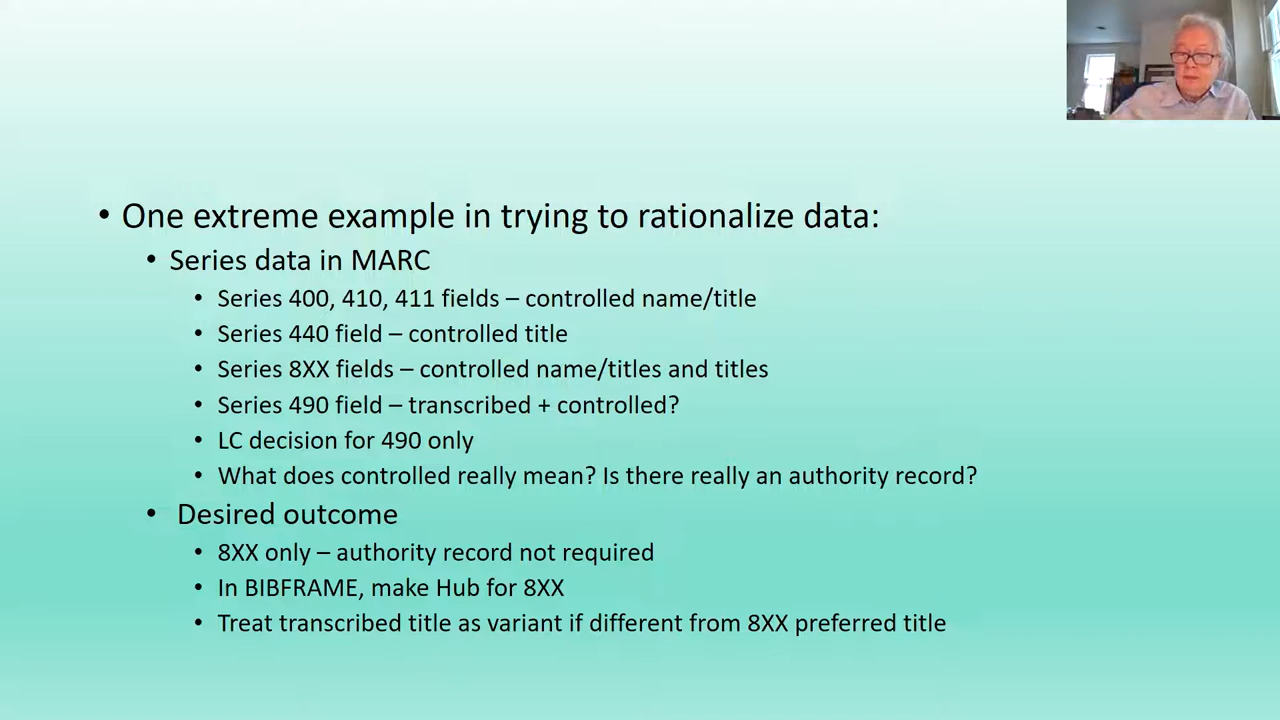 • One extreme example in trying to rationalize data:
• Series data in MARC
• Series 400, 410, 411 fields – controlled name/title
• Series 440 field – controlled title
• Series 8XX fields – controlled name/titles and titles
• Series 490 field – transcribed + controlled?
• LC decision for 490 only
• What does controlled really mean? Is there really an authority record?
• Desired outcome
• 8XX only – authority record not required
• In BIBFRAME, make Hub for 8XX
• Treat transcribed title as variant if different from 8XX preferred title